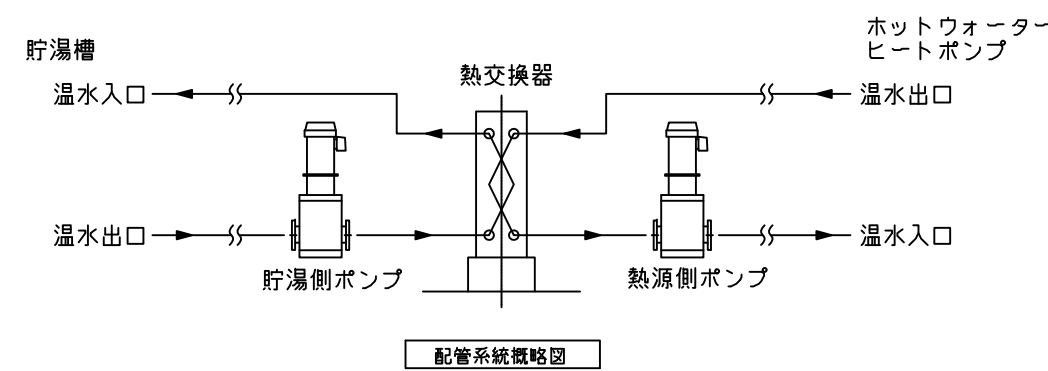 ホットウォーター
ヒートポンプ
貯湯槽
熱交換器
温水入口
温水出口
温水出口
温水入口
貯湯側ポンプ
熱源側ポンプ
配管系統概略図